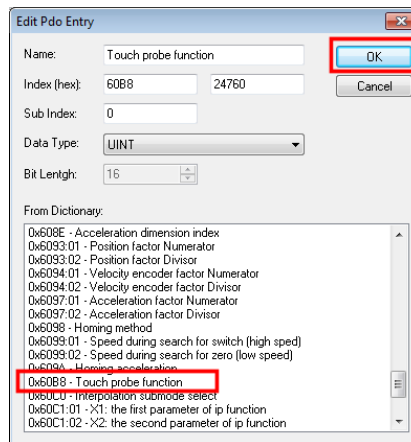 Edit Pdo Entry
Name: Touch probe function OK
Index (hex): 60B8 24760 Cancel
Sub Index: 0
Data Type: UINT
Bit Lentgh: 16
From Dictionary:
0x608E - Acceleration dimension index
0x6093:01 - Position factor Numerator
0x6093:02 - Position factor Divisor
0x6094:01 - Velocity encoder factor Numerator
0x6094:02 - Velocity encoder factor Divisor
0x6097:01 - Acceleration factor Numerator
0x6097:02 - Acceleration factor Divisor
0x6098 - Homing method
0x6099:01 - Speed during search for switch (high sped)
0x6099:02 - Speed during search for zero (low speed)
0x609A - Homing acceleration
0x60B8 - Touch probe function
0x60C0 - Interpolation submode select
0x60C1:01 - X1: the first parameter of ip function
0x60C1:02 - X2: the second parameter of ip function